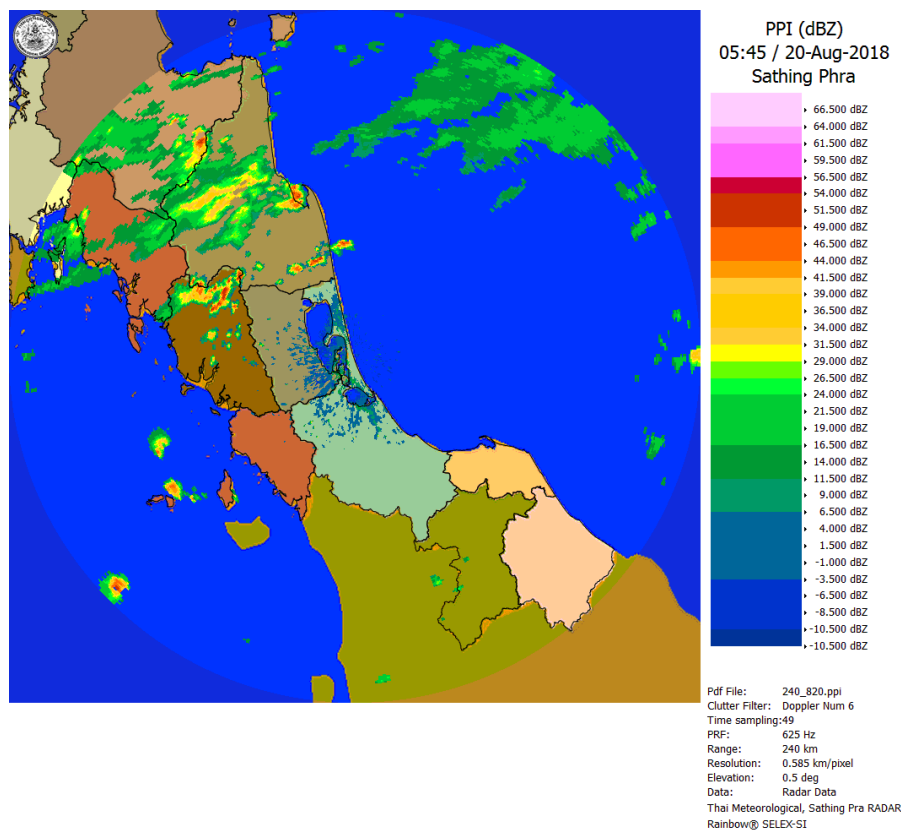 PPI (dBZ)
05:45 / 20-Aug-2018
Sathing Phra
66.500 dBZ
64.000 dBZ
61.500 dBZ
59.500 dBZ
56.500 dBZ
54.000 dBZ
51.500 dBZ
49.000 dBZ
46.500 dBZ
44.000 dBZ
41.500 dBZ
39.000 dBZ
36.500 dBZ
34.000 dBZ
31.500 dBZ
29.000 dBZ
26.500 dBZ
24.000 dBZ
21.500 dBZ
19.000 dBZ
16.500 dBZ
14.000 dBZ
11.500 dBZ
9.000 dBZ
6.500 dBZ
4.000 dBZ
1.500 dBZ
-1.000 dBZ
-3.500 dBZ
-6.500 dBZ
-8.500 dBZ
-10.500 dBZ
-10.500 dBZ
Pdf File: 240_820.ppi
Clutter Filter: Doppler Num 6
Time sampling:49
PRF: 625 Hz
Range: 240 km
Resolution: 0.585 km/pixel
Elevation: 0.5 deg
Data: Radar Data
Thai Meteorological, Sathing Pra RADAR
Rainbow® SELEX-SI